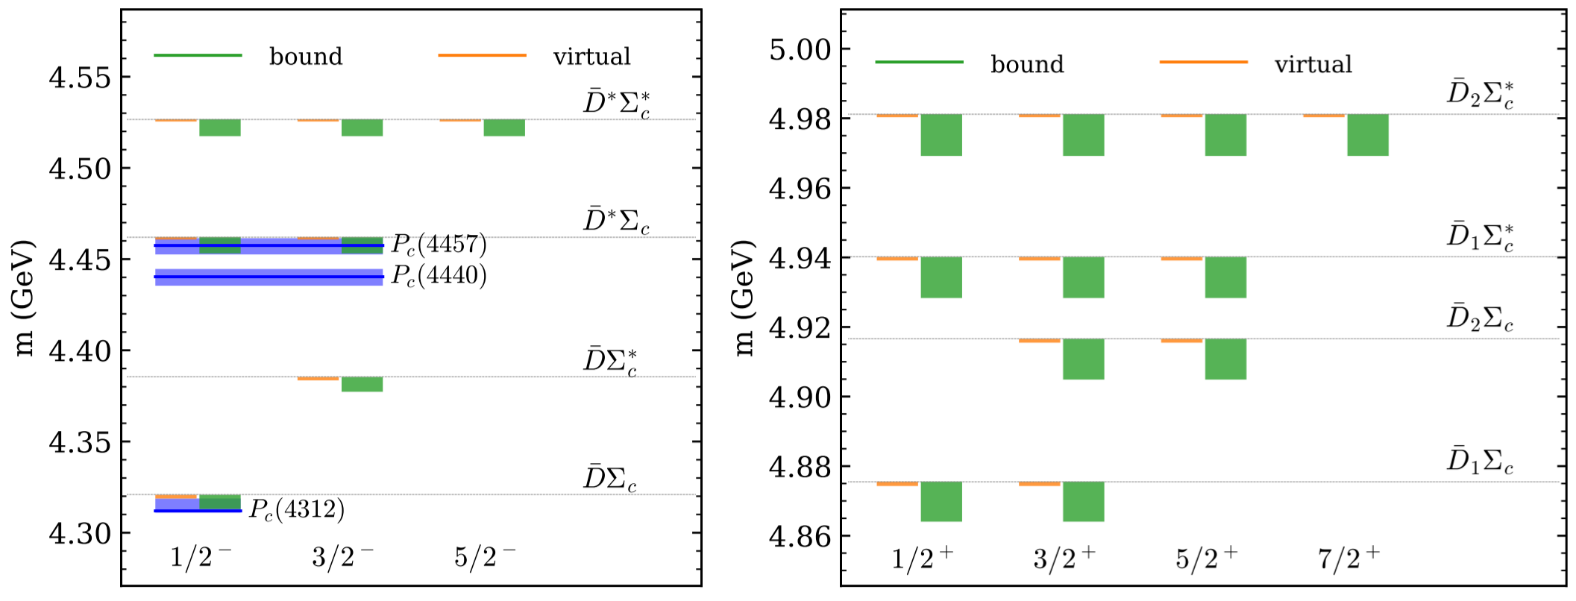 bound virtual
4.55
D̄*Σc*
4.50
D̄*Σc
Pc(4457)
4.45
Pc(4440)
m (GeV)
4.40
D̄Σc*
4.35
D̄Σc
Pc(4312)
4.30
1/2⁻ 3/2⁻ 5/2⁻
5.00
bound virtual
D̄₂Σc*
4.98
4.96
D̄₁Σc*
4.94
m (GeV)
D̄₂Σc
4.92
4.90
D̄₁Σc
4.88
4.86
1/2⁺ 3/2⁺ 5/2⁺ 7/2⁺